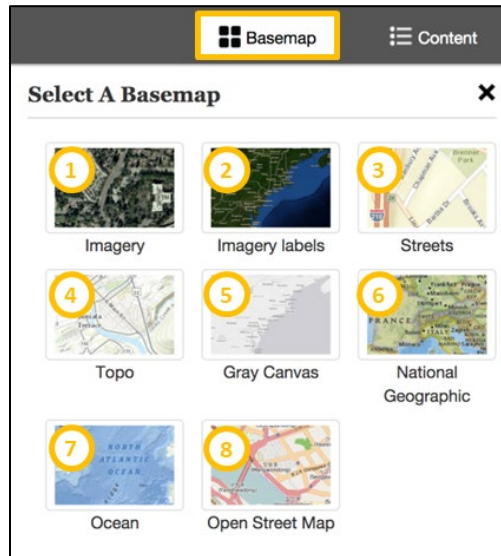 Basemap
Content
Select A Basemap
1
2
3
Imagery
Imagery labels
Streets
4
5
6
Topo
Gray Canvas
National
Geographic
FRANCE
ITALY
7
8
NORTH
ATLANTIC
OCEAN
Ocean
Open Street Map